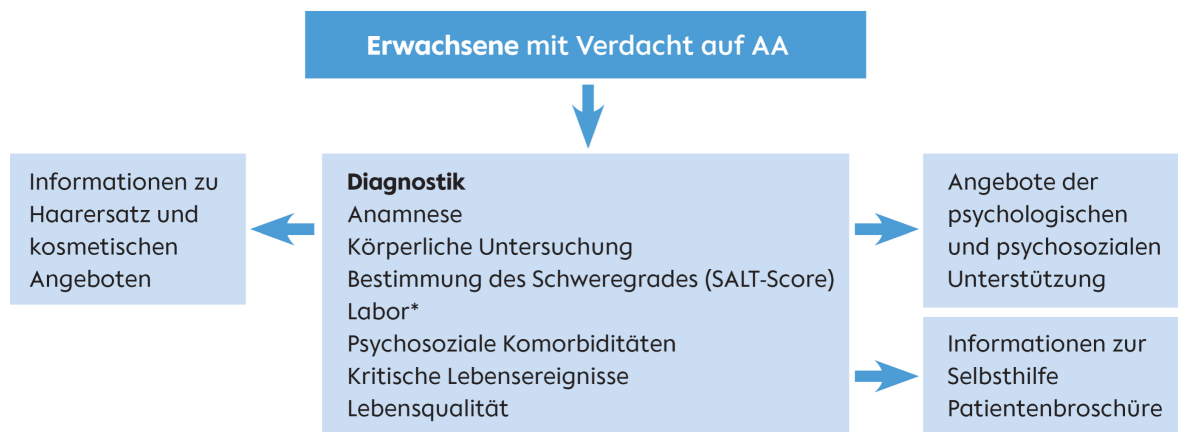 Erwachsene mit Verdacht auf AA
Informationen zu
Haarersatz und
kosmetischen
Angeboten
Diagnostik
Anamnese
Körperliche Untersuchung
Bestimmung des Schweregrades (SALT-Score)
Labor*
Psychosoziale Komorbiditäten
Kritische Lebensereignisse
Lebensqualität
Angebote der
psychologischen
und psychosozialen
Unterstützung
Informationen zur
Selbsthilfe
Patientenbroschüre